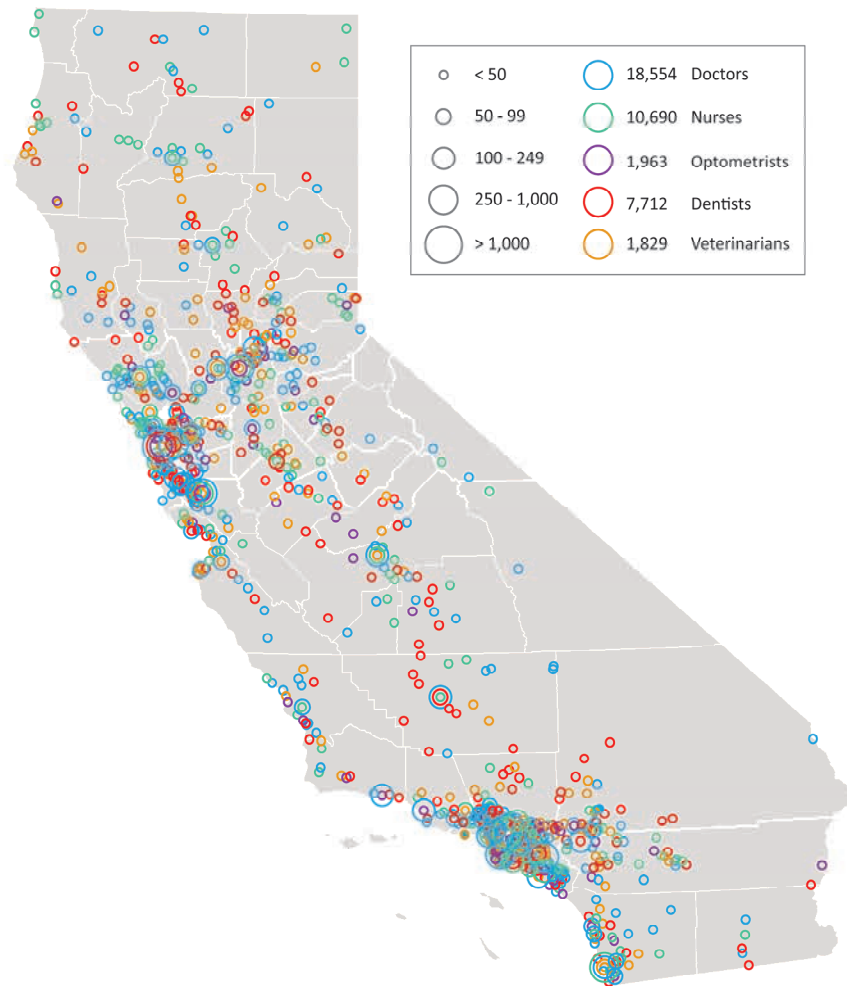 < 50 18,554 Doctors
50 - 99 10,690 Nurses
100 - 249 1,963 Optometrists
250 - 1,000 7,712 Dentists
> 1,000 1,829 Veterinarians